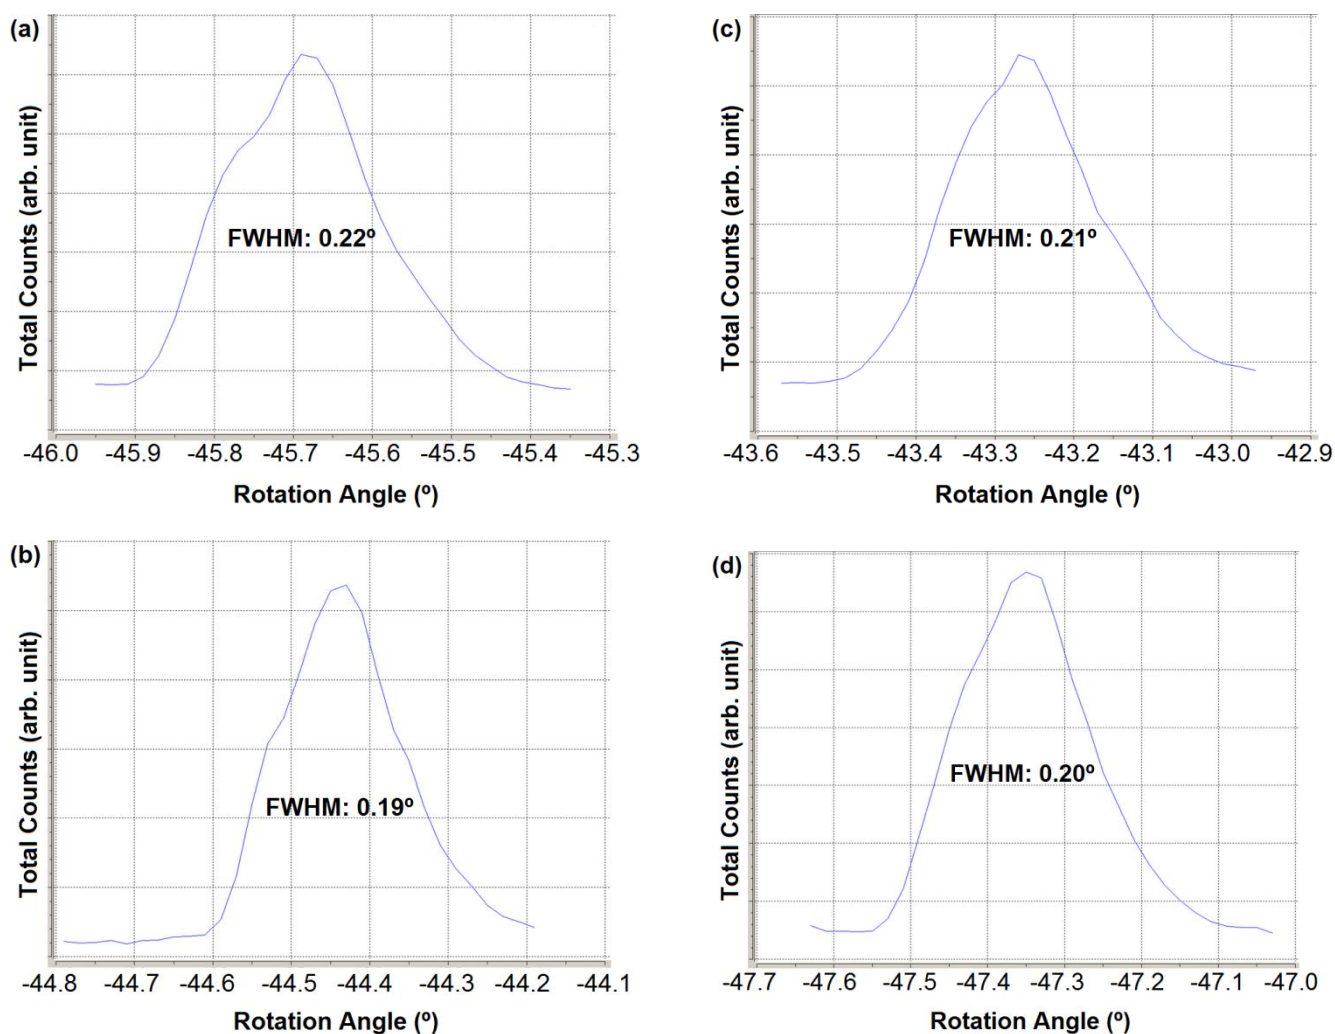 (a)
Total Counts (arb. unit)
FWHM: 0.22º
-46.0 -45.9 -45.8 -45.7 -45.6 -45.5 -45.4 -45.3
Rotation Angle (º)
(c)
Total Counts (arb. unit)
FWHM: 0.21º
-43.6 -43.5 -43.4 -43.3 -43.2 -43.1 -43.0 -42.9
Rotation Angle (º)
(b)
Total Counts (arb. unit)
FWHM: 0.19º
-44.8 -44.7 -44.6 -44.5 -44.4 -44.3 -44.2 -44.1
Rotation Angle (º)
(d)
Total Counts (arb. unit)
FWHM: 0.20º
-47.7 -47.6 -47.5 -47.4 -47.3 -47.2 -47.1 -47.0
Rotation Angle (º)